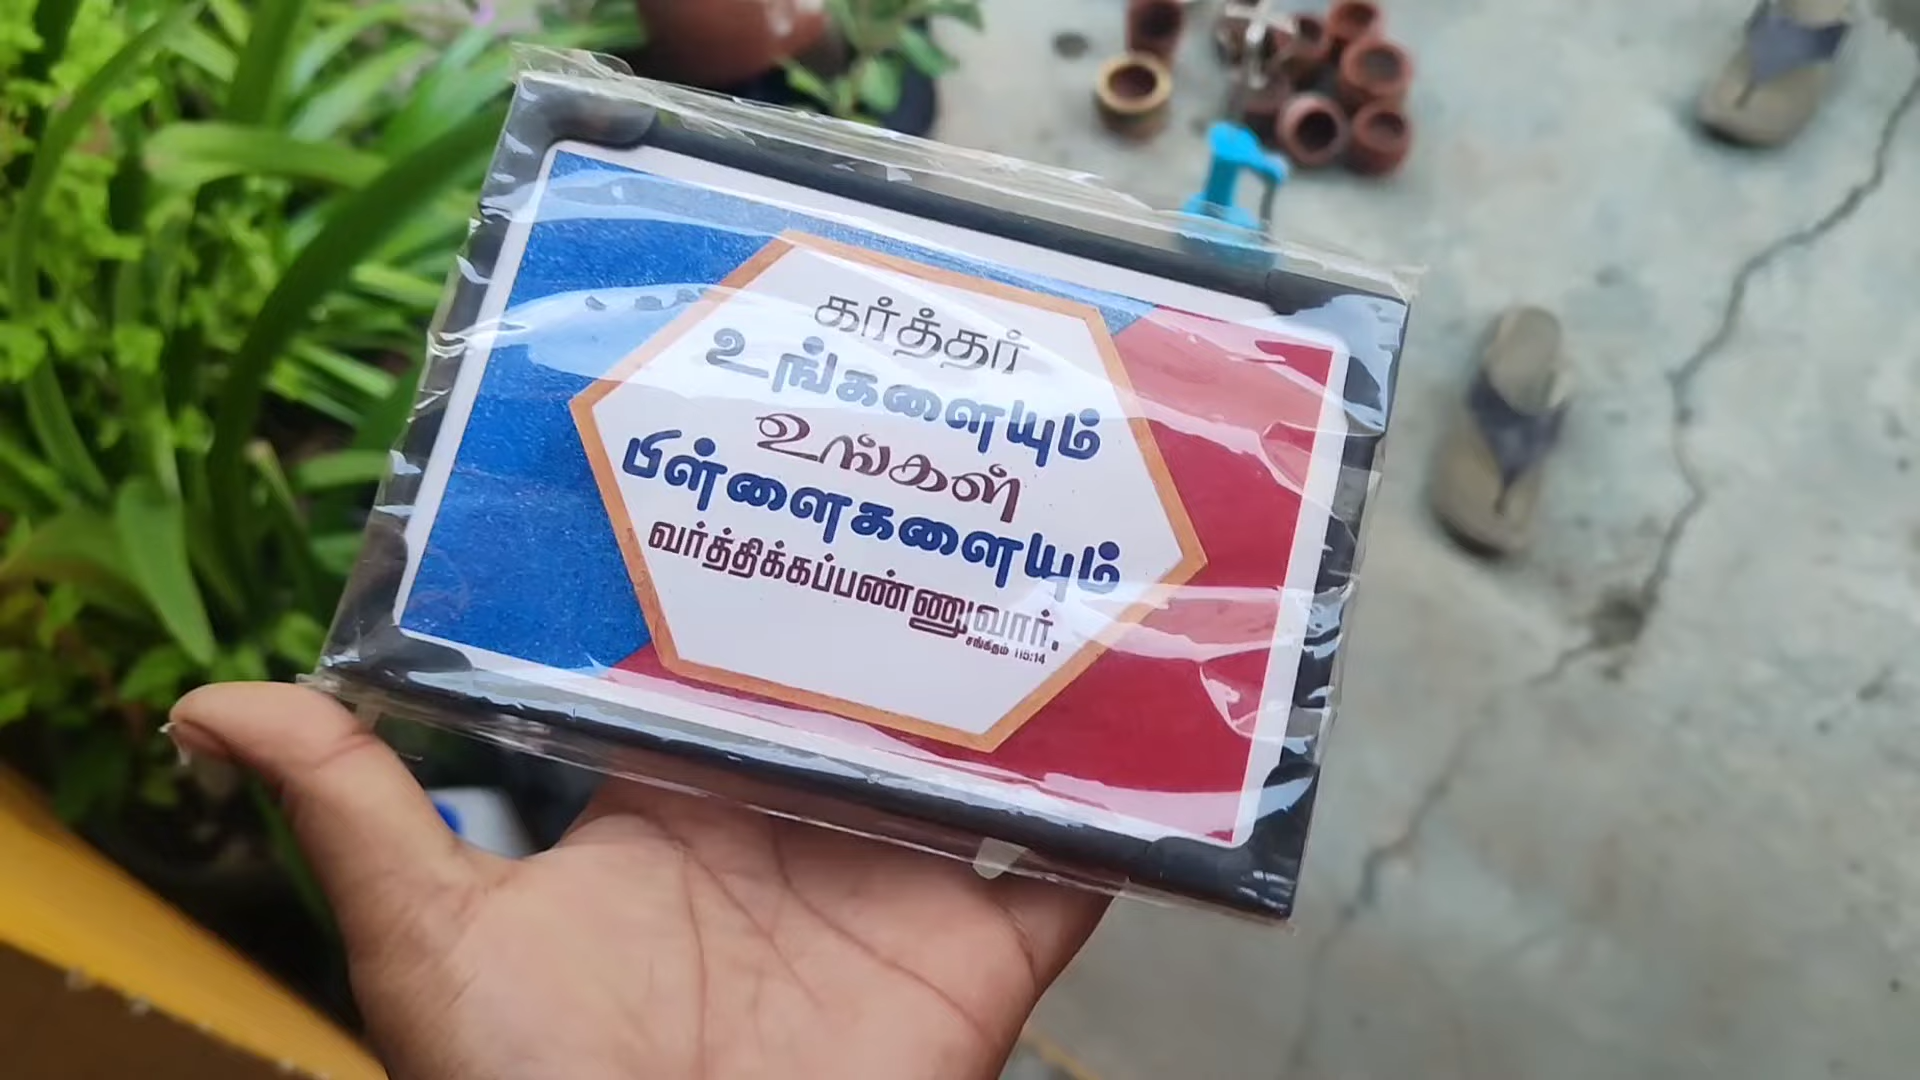 கர்த்தர்
உங்களையும்
உங்கள்
பிள்ளைகளையும்
வர்த்திக்கப்பண்ணுவார்.
சங்கீதம் 115:14